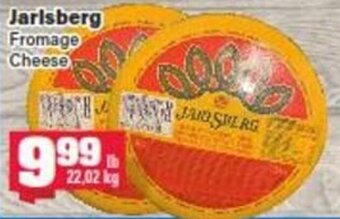 Jarlsberg
Fromage
Cheese
JARLSBERG
9.99 lb
22,02 kg